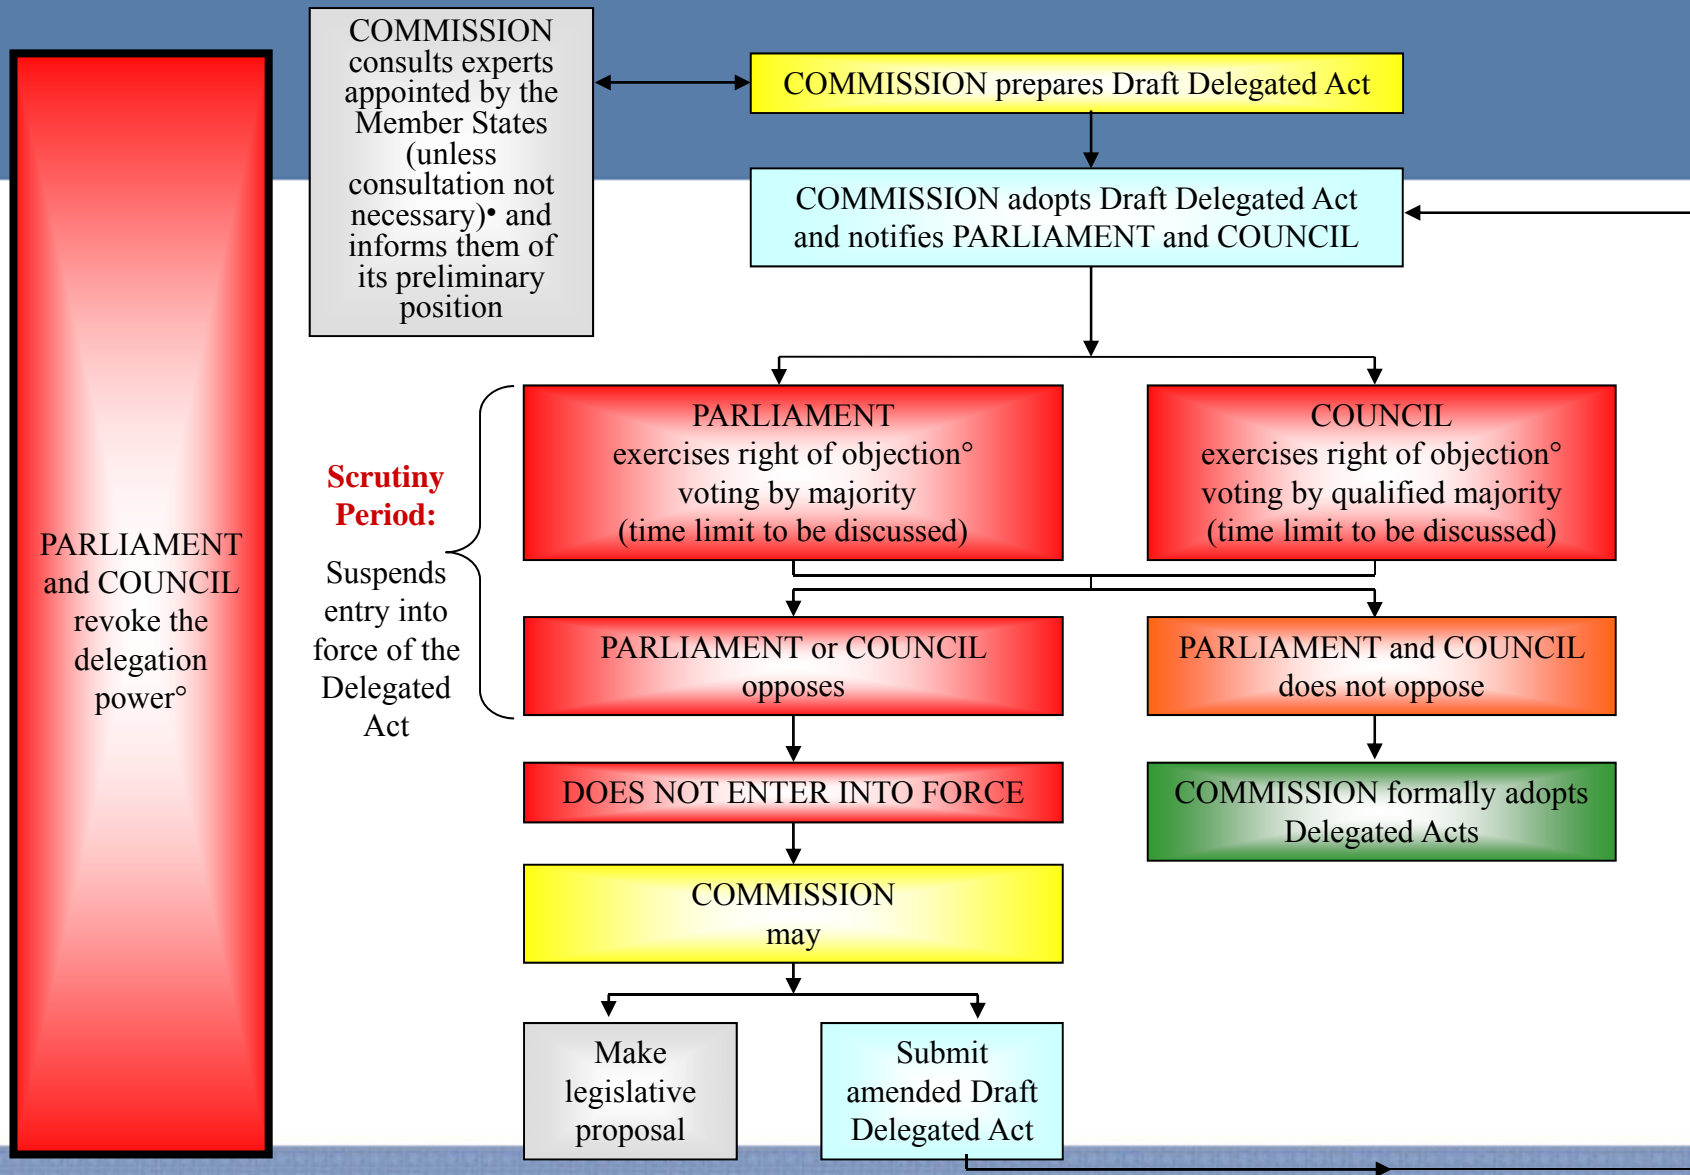 COMMISSION
consults experts
appointed by the
Member States
(unless
consultation not
necessary)• and
informs them of
its preliminary
position
COMMISSION prepares Draft Delegated Act
COMMISSION adopts Draft Delegated Act
and notifies PARLIAMENT and COUNCIL
PARLIAMENT
and COUNCIL
revoke the
delegation
power°
Scrutiny
Period:
Suspends
entry into
force of the
Delegated
Act
PARLIAMENT
exercises right of objection°
voting by majority
(time limit to be discussed)
COUNCIL
exercises right of objection°
voting by qualified majority
(time limit to be discussed)
PARLIAMENT or COUNCIL
opposes
PARLIAMENT and COUNCIL
does not oppose
DOES NOT ENTER INTO FORCE
COMMISSION formally adopts
Delegated Acts
COMMISSION
may
Make
legislative
proposal
Submit
amended Draft
Delegated Act